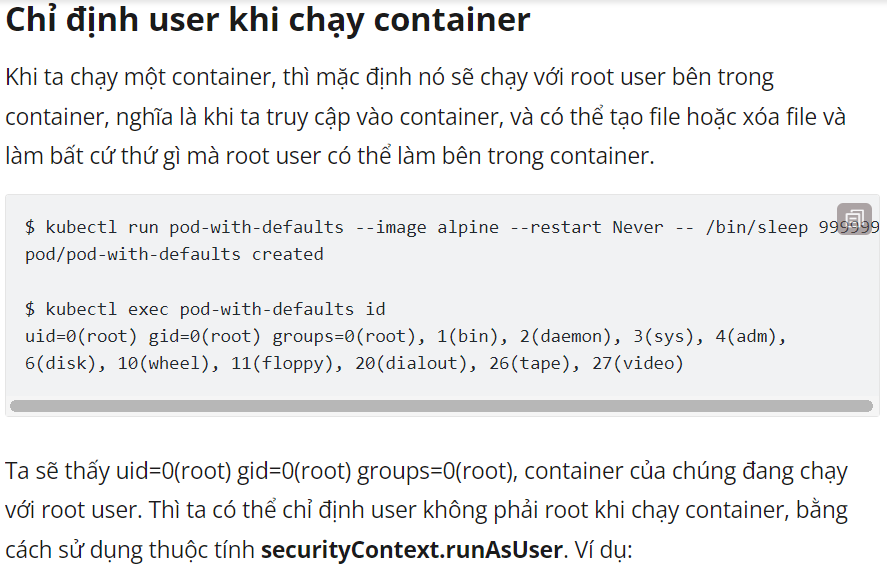 Chỉ định user khi chạy container
Khi ta chạy một container, thì mặc định nó sẽ chạy với root user bên trong
container, nghĩa là khi ta truy cập vào container, và có thể tạo file hoặc xóa file và
làm bất cứ thứ gì mà root user có thể làm bên trong container.
$ kubectl run pod-with-defaults --image alpine --restart Never -- /bin/sleep 999999
pod/pod-with-defaults created
$ kubectl exec pod-with-defaults id
uid=0(root) gid=0(root) groups=0(root), 1(bin), 2(daemon), 3(sys), 4(adm),
6(disk), 10(wheel), 11(floppy), 20(dialout), 26(tape), 27(video)
Ta sẽ thấy uid=0(root) gid=0(root) groups=0(root), container của chúng đang chạy
với root user. Thì ta có thể chỉ định user không phải root khi chạy container, bằng
cách sử dụng thuộc tính securityContext.runAsUser. Ví dụ: